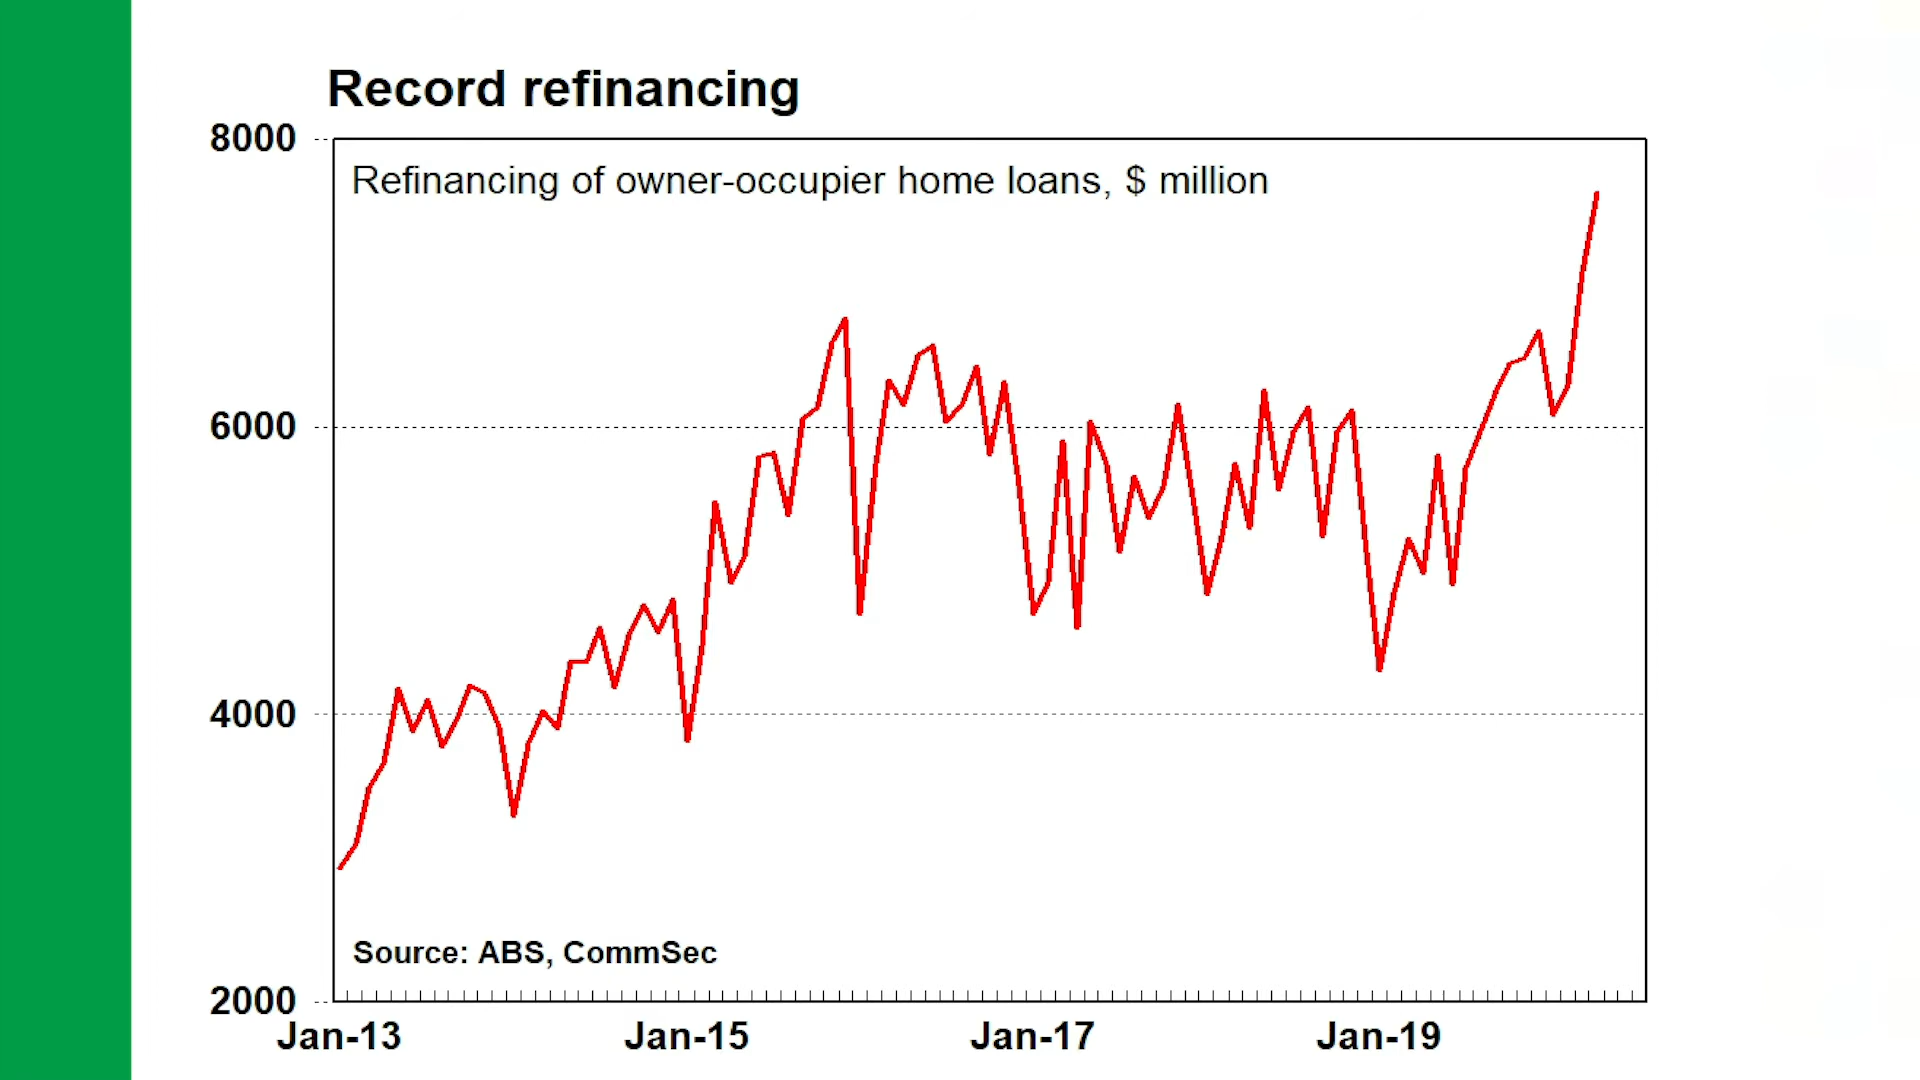 Record refinancing
8000
Refinancing of owner-occupier home loans, $ million
6000
4000
Source: ABS, CommSec
2000
Jan-13 Jan-15 Jan-17 Jan-19